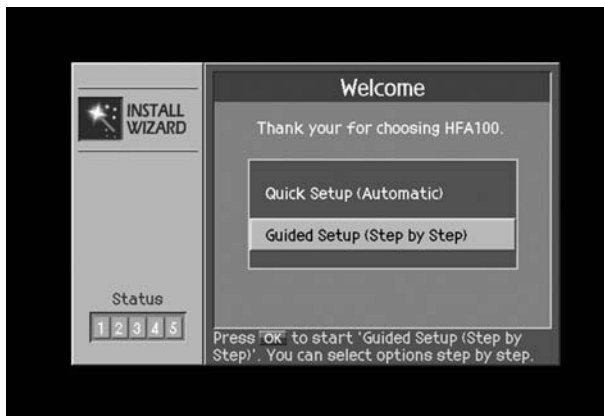 Welcome
INSTALL
WIZARD
Thank your for choosing HFA100.
Quick Setup (Automatic)
Guided Setup (Step by Step)
Status
1 2 3 4 5
Press OK to start 'Guided Setup (Step by
Step)'. You can select options step by step.